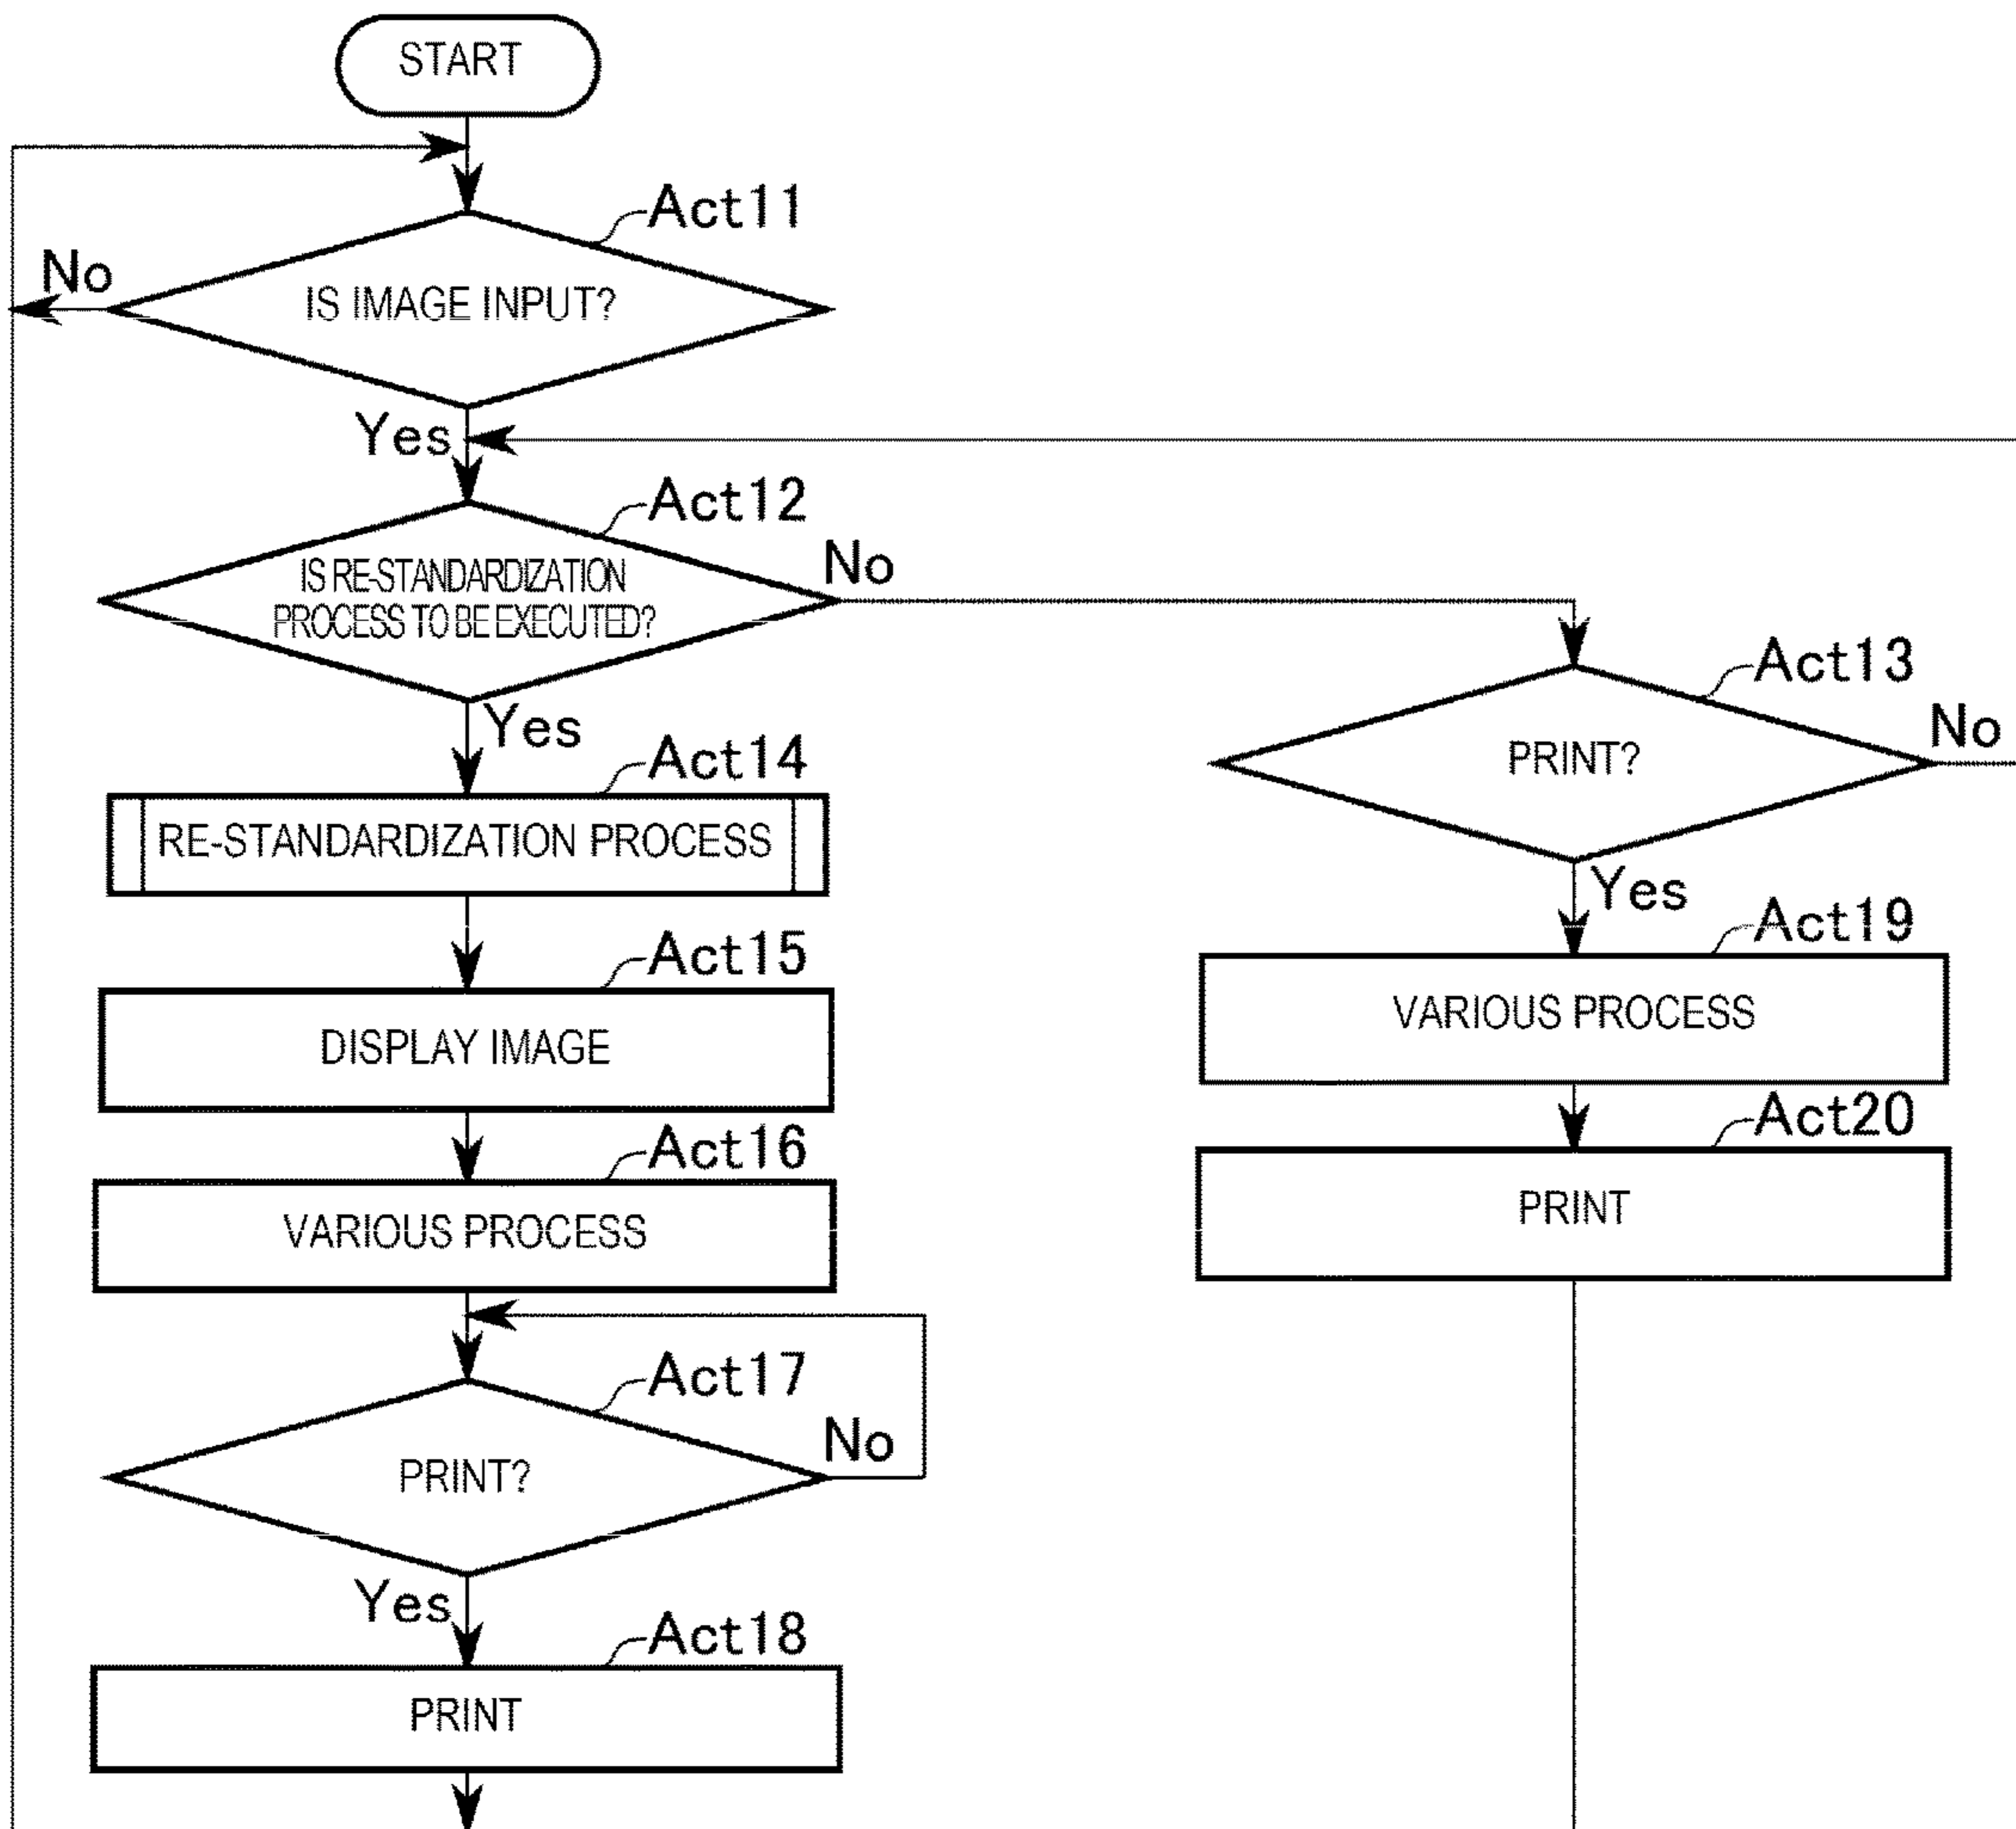 START
Act11
No
IS IMAGE INPUT?
Yes
Act12
No
IS RE-STANDARDIZATION
PROCESS TO BE EXECUTED?
Yes
Act13
No
PRINT?
Yes
Act14
RE-STANDARDIZATION PROCESS
Act15
DISPLAY IMAGE
Act16
VARIOUS PROCESS
Act17
No
PRINT?
Yes
Act18
PRINT
Act19
VARIOUS PROCESS
Act20
PRINT